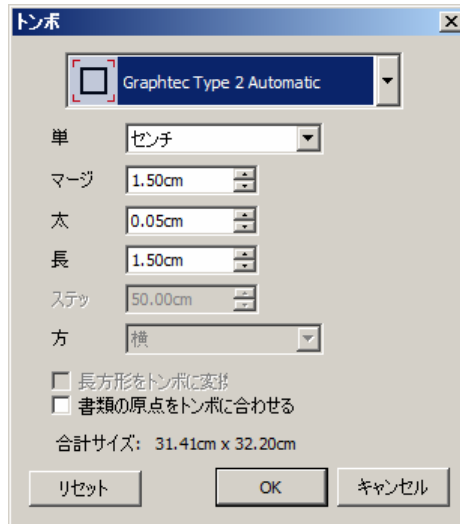 トンボ
Graphtec Type 2 Automatic
単 センチ
マージ 1.50cm
太 0.05cm
長 1.50cm
ステッ 50.00cm
方 横
長方形をトンボに変換
書類の原点をトンボに合わせる
合計サイズ: 31.41cm x 32.20cm
リセット OK キャンセル